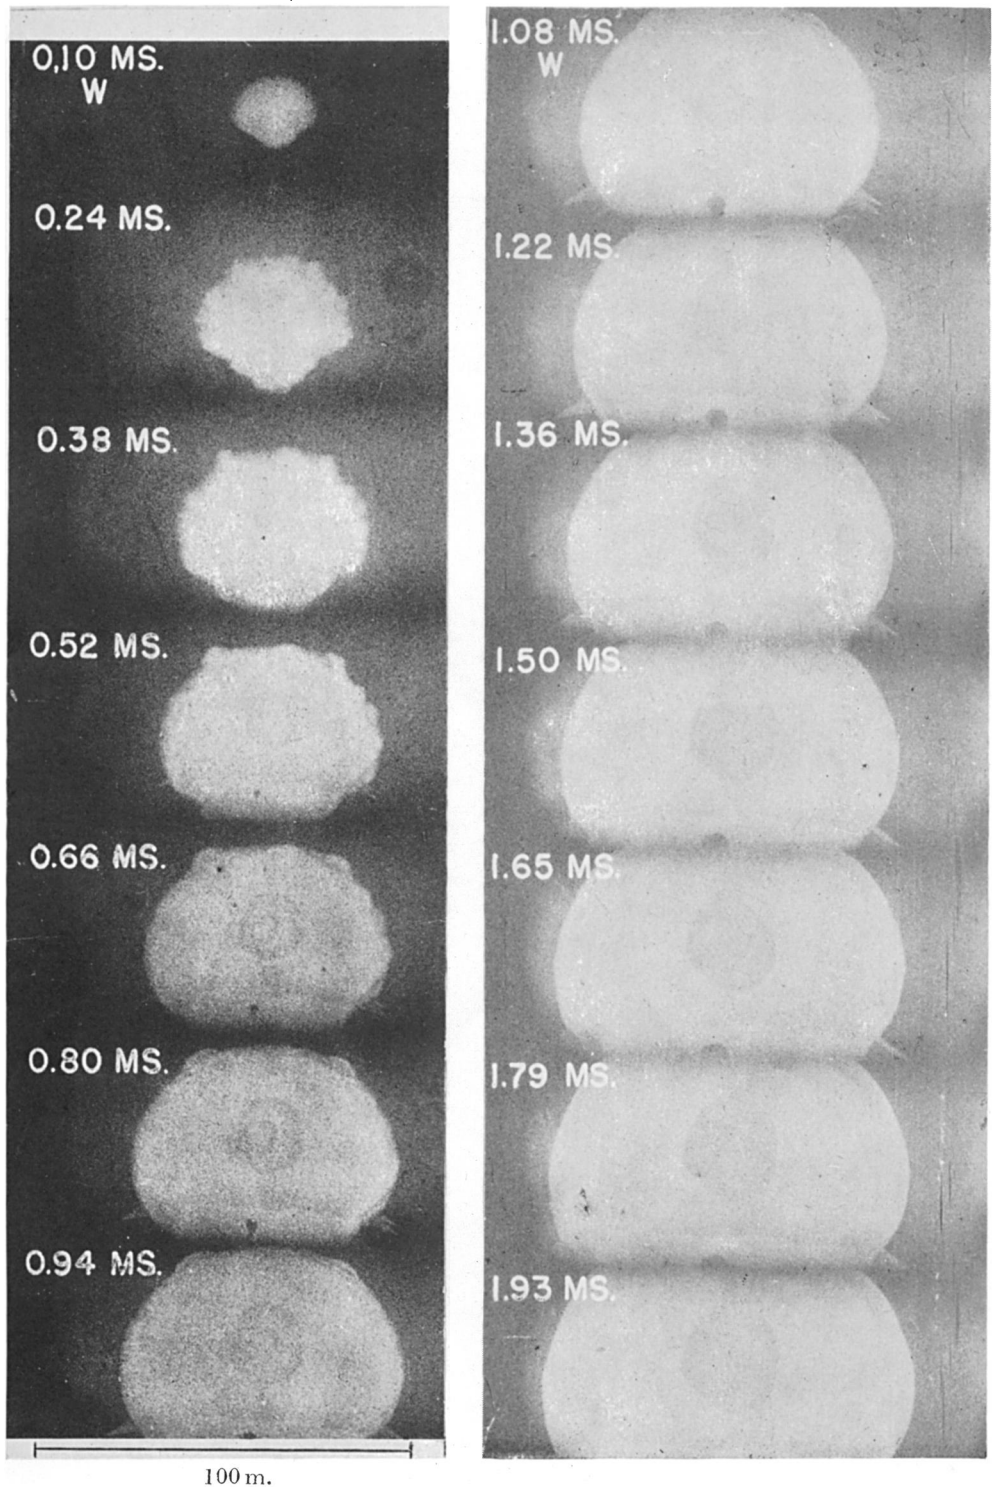 0,10 MS.
W
0.24 MS.
0.38 MS.
0.52 MS.
0.66 MS.
0.80 MS.
0.94 MS.
100 m.
1.08 MS.
W
1.22 MS.
1.36 MS.
1.50 MS.
1.65 MS.
1.79 MS.
1.93 MS.